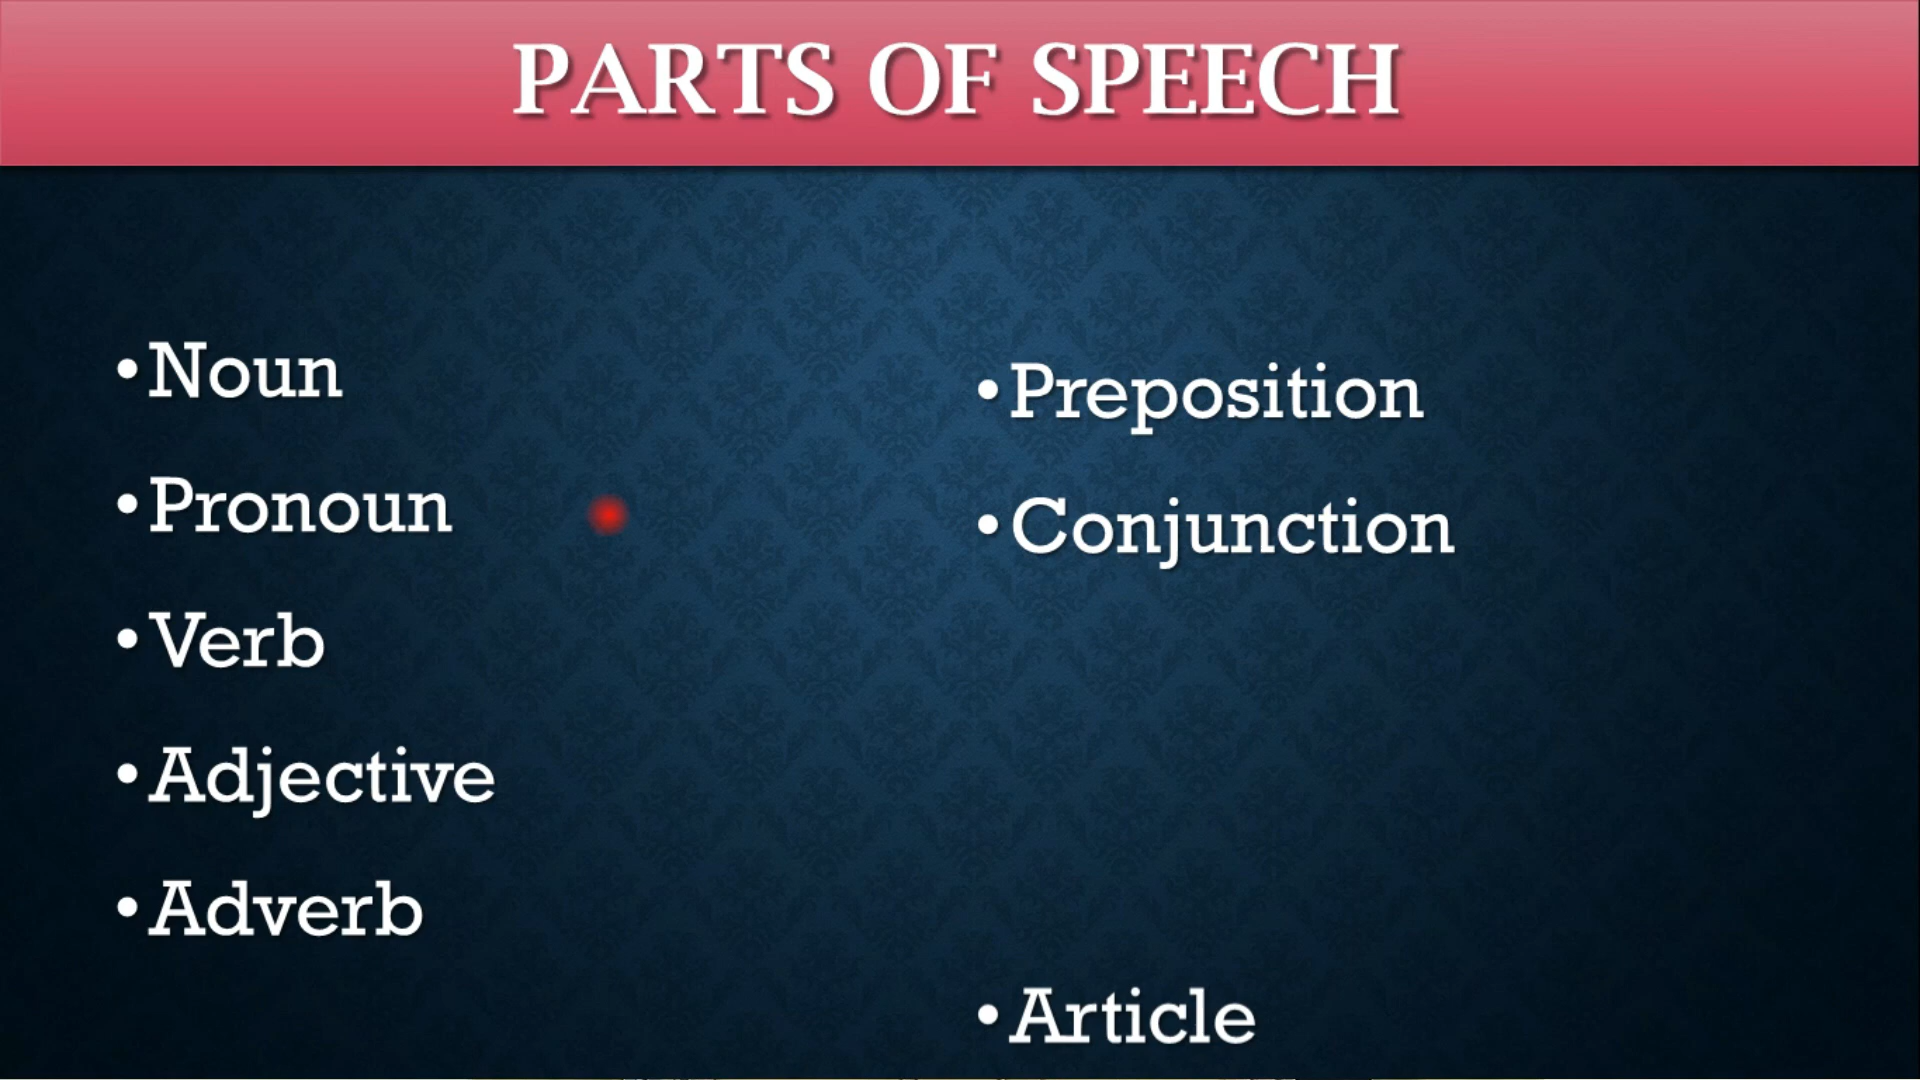 PARTS OF SPEECH
•Noun
•Pronoun
•Verb
•Adjective
•Adverb
•Preposition
•Conjunction
•Article